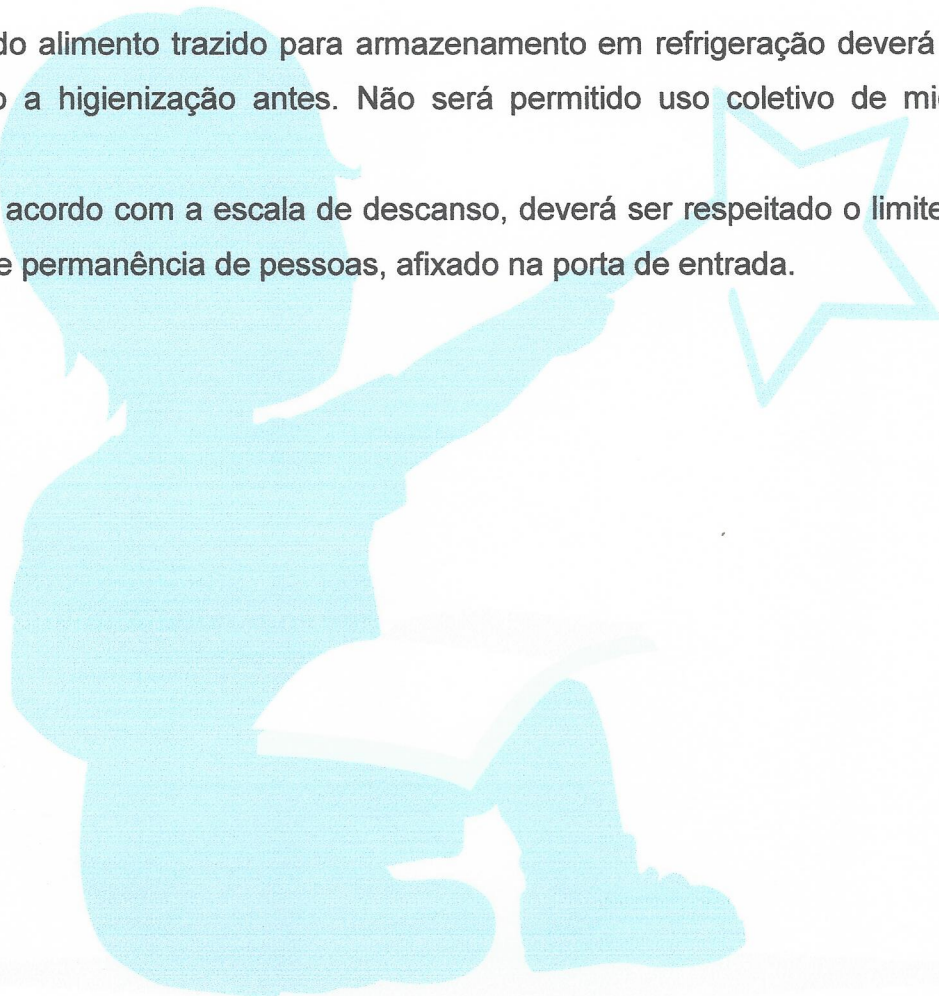 do alimento trazido para armazenamento em refrigeração deverá
a higienização antes. Não será permitido uso coletivo de
acordo com a escala de descanso, deverá ser respeitado o limite
e permanência de pessoas, afixado na porta de entrada.